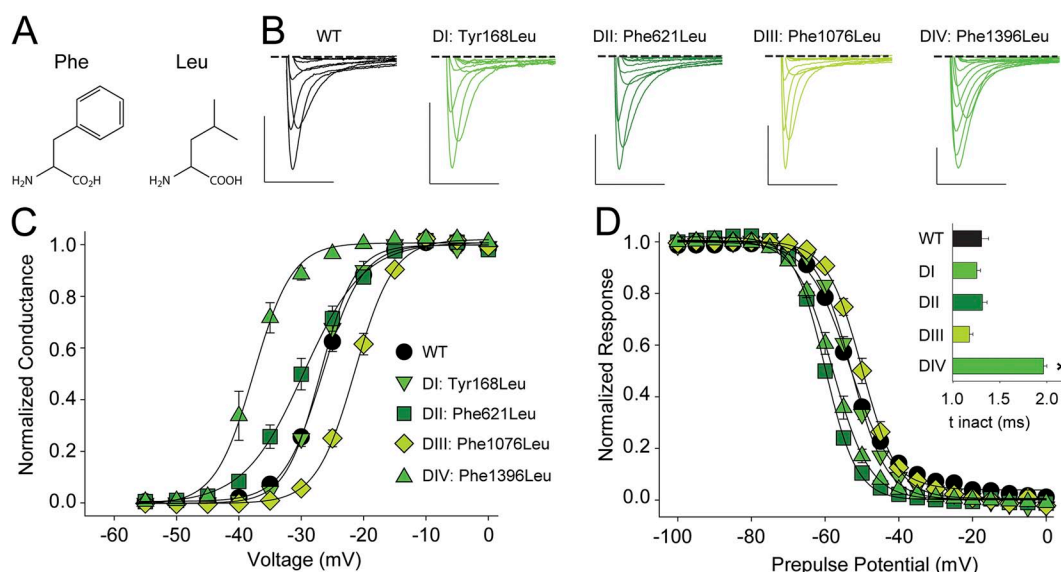 A
Phe
Leu
H₂N
CO₂H
H₂N
COOH
B
WT
DI: Tyr168Leu
DII: Phe621Leu
DIII: Phe1076Leu
DIV: Phe1396Leu
C
Normalized Conductance
1.0
0.8
0.6
0.4
0.2
0.0
-60
-50
-40
-30
-20
-10
0
Voltage (mV)
WT
DI: Tyr168Leu
DII: Phe621Leu
DIII: Phe1076Leu
DIV: Phe1396Leu
D
Normalized Response
1.0
0.8
0.6
0.4
0.2
0.0
-100
-80
-60
-40
-20
0
Prepulse Potential (mV)
WT
DI
DII
DIII
DIV
*
1.0
2.0
t inact (ms)